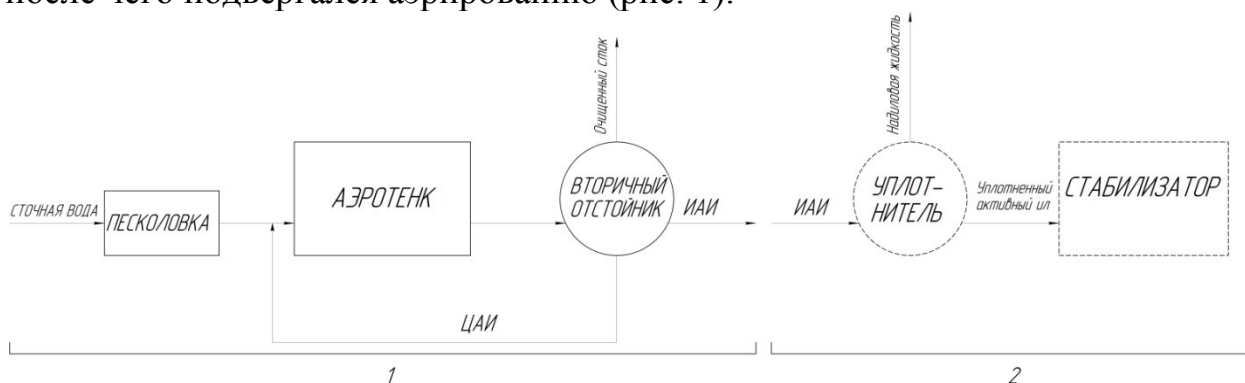 после чего подвергался аэрированию (рис. 1).
Очищенный сток
Надиловая жидкость
СТОЧНАЯ ВОДА
ПЕСКОЛОВКА
АЭРОТЕНК
ВТОРИЧНЫЙ
ОТСТОЙНИК
ИАИ
ИАИ
УПЛОТ-
НИТЕЛЬ
Уплотненный
активный ил
СТАБИЛИЗАТОР
ЦАИ
1
2